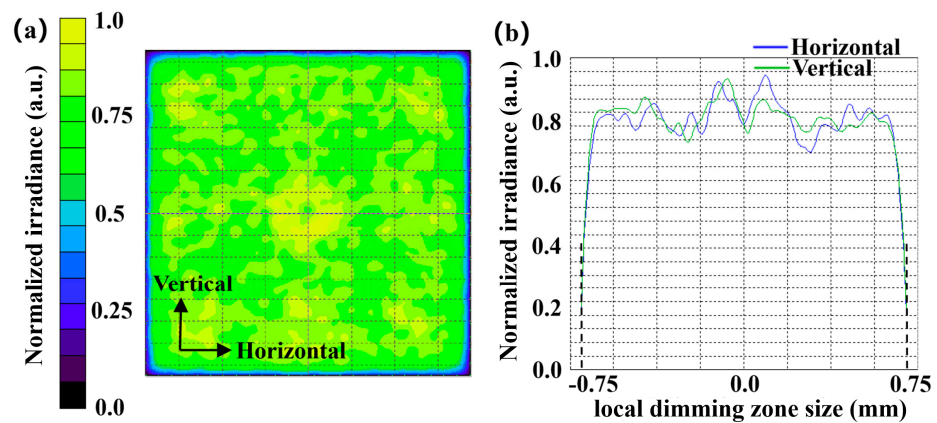 (a)
Normalized irradiance (a.u.)
1.0
0.75
0.5
0.25
0.0
Vertical
Horizontal
(b)
Horizontal
Vertical
Normalized irradiance (a.u.)
1.0
0.8
0.6
0.4
0.2
0.0
-0.75 0.0 0.75
local dimming zone size (mm)